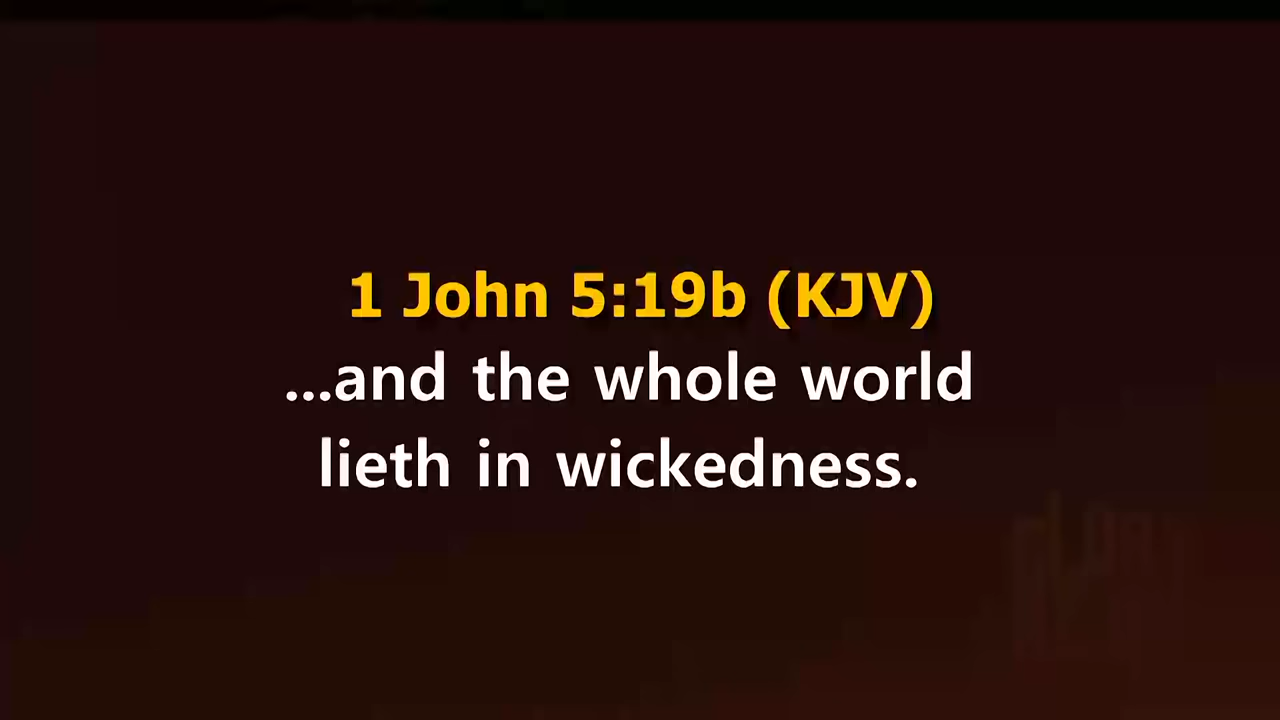 1 John 5:19b (KJV)
...and the whole world
lieth in wickedness.